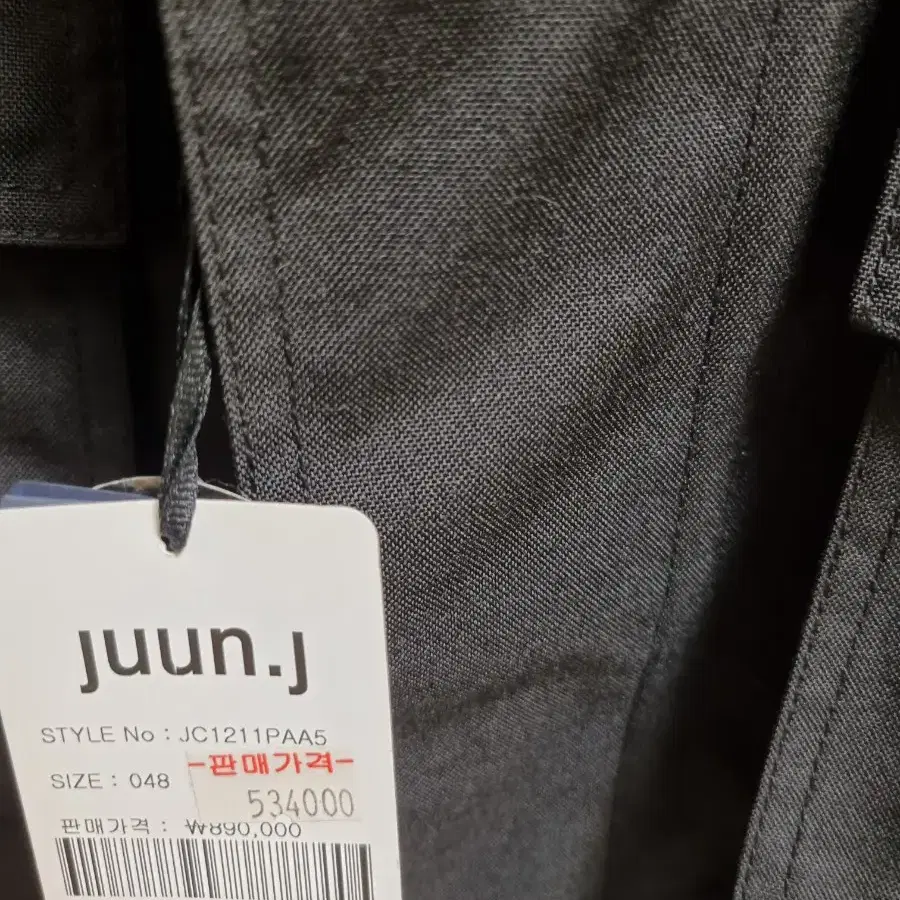 juun.j
STYLE No : JC1211PAA5
-판매가격-
SIZE : 048
534000
판매가격 : ₩890,000